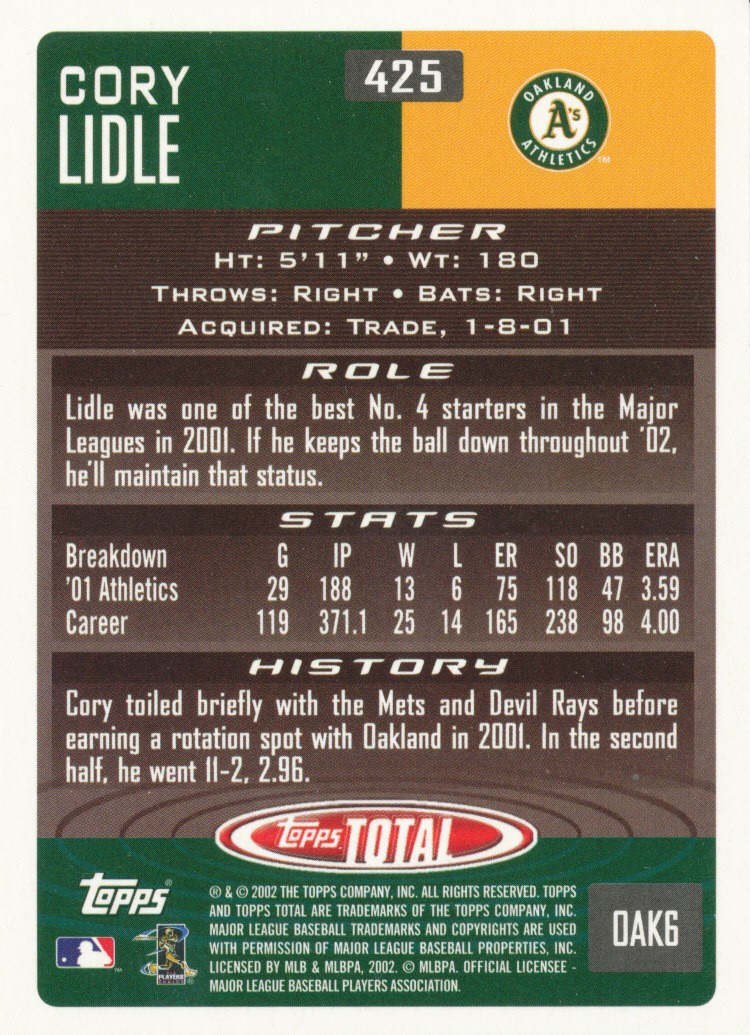 CORY
LIDLE
425
OAKLAND
A's
ATHLETICS
TM
PITCHER
HT: 5'11" • WT: 180
THROWS: RIGHT • BATS: RIGHT
ACQUIRED: TRADE, 1-8-01
ROLE
Lidle was one of the best No. 4 starters in the Major
Leagues in 2001. If he keeps the ball down throughout '02,
he'll maintain that status.
STATS
Breakdown G IP W L ER SO BB ERA
'01 Athletics 29 188 13 6 75 118 47 3.59
Career 119 371.1 25 14 165 238 98 4.00
HISTORY
Cory toiled briefly with the Mets and Devil Rays before
earning a rotation spot with Oakland in 2001. In the second
half, he went 11-2, 2.96.
Topps TOTAL
Topps®
® & © 2002 THE TOPPS COMPANY, INC. ALL RIGHTS RESERVED. TOPPS
AND TOPPS TOTAL ARE TRADEMARKS OF THE TOPPS COMPANY, INC.
MAJOR LEAGUE BASEBALL TRADEMARKS AND COPYRIGHTS ARE USED
WITH PERMISSION OF MAJOR LEAGUE BASEBALL PROPERTIES, INC.
LICENSED BY MLB & MLBPA, 2002. © MLBPA. OFFICIAL LICENSEE -
MAJOR LEAGUE BASEBALL PLAYERS ASSOCIATION.
TM
PLAYERS
CHOICE
OAK6